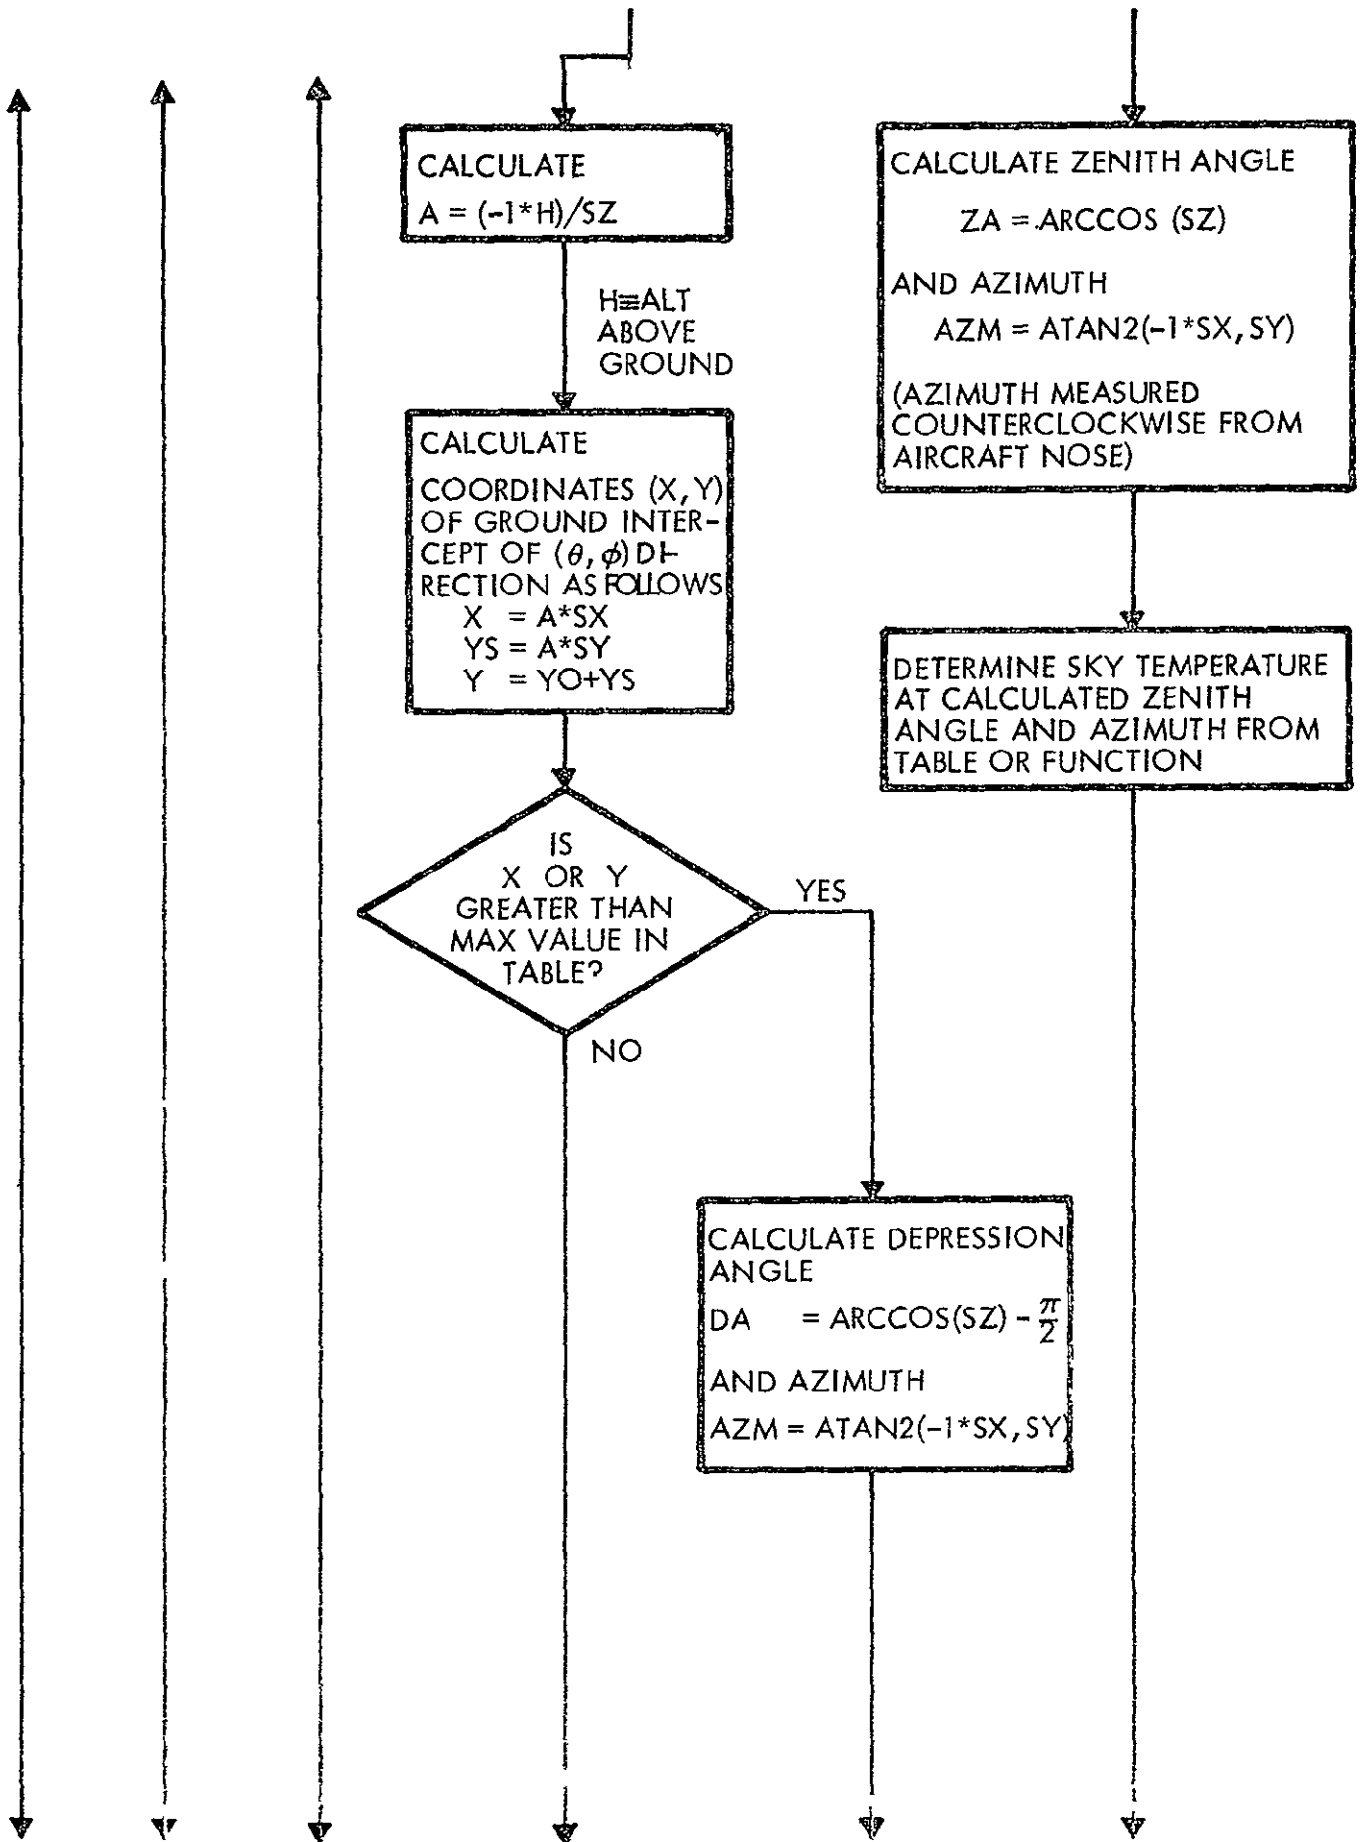 CALCULATE
A = (-1*H)/SZ
H≡ALT
ABOVE
GROUND
CALCULATE
COORDINATES (X,Y)
OF GROUND INTER-
CEPT OF (θ, ϕ) DI-
RECTION AS FOLLOWS
X = A*SX
YS = A*SY
Y = YO+YS
IS
X OR Y
GREATER THAN
MAX VALUE IN
TABLE?
YES
NO
CALCULATE DEPRESSION
ANGLE
DA = ARCCOS(SZ) - π/2
AND AZIMUTH
AZM = ATAN2(-1*SX, SY)
CALCULATE ZENITH ANGLE
ZA = ARCCOS (SZ)
AND AZIMUTH
AZM = ATAN2(-1*SX, SY)
(AZIMUTH MEASURED
COUNTERCLOCKWISE FROM
AIRCRAFT NOSE)
DETERMINE SKY TEMPERATURE
AT CALCULATED ZENITH
ANGLE AND AZIMUTH FROM
TABLE OR FUNCTION